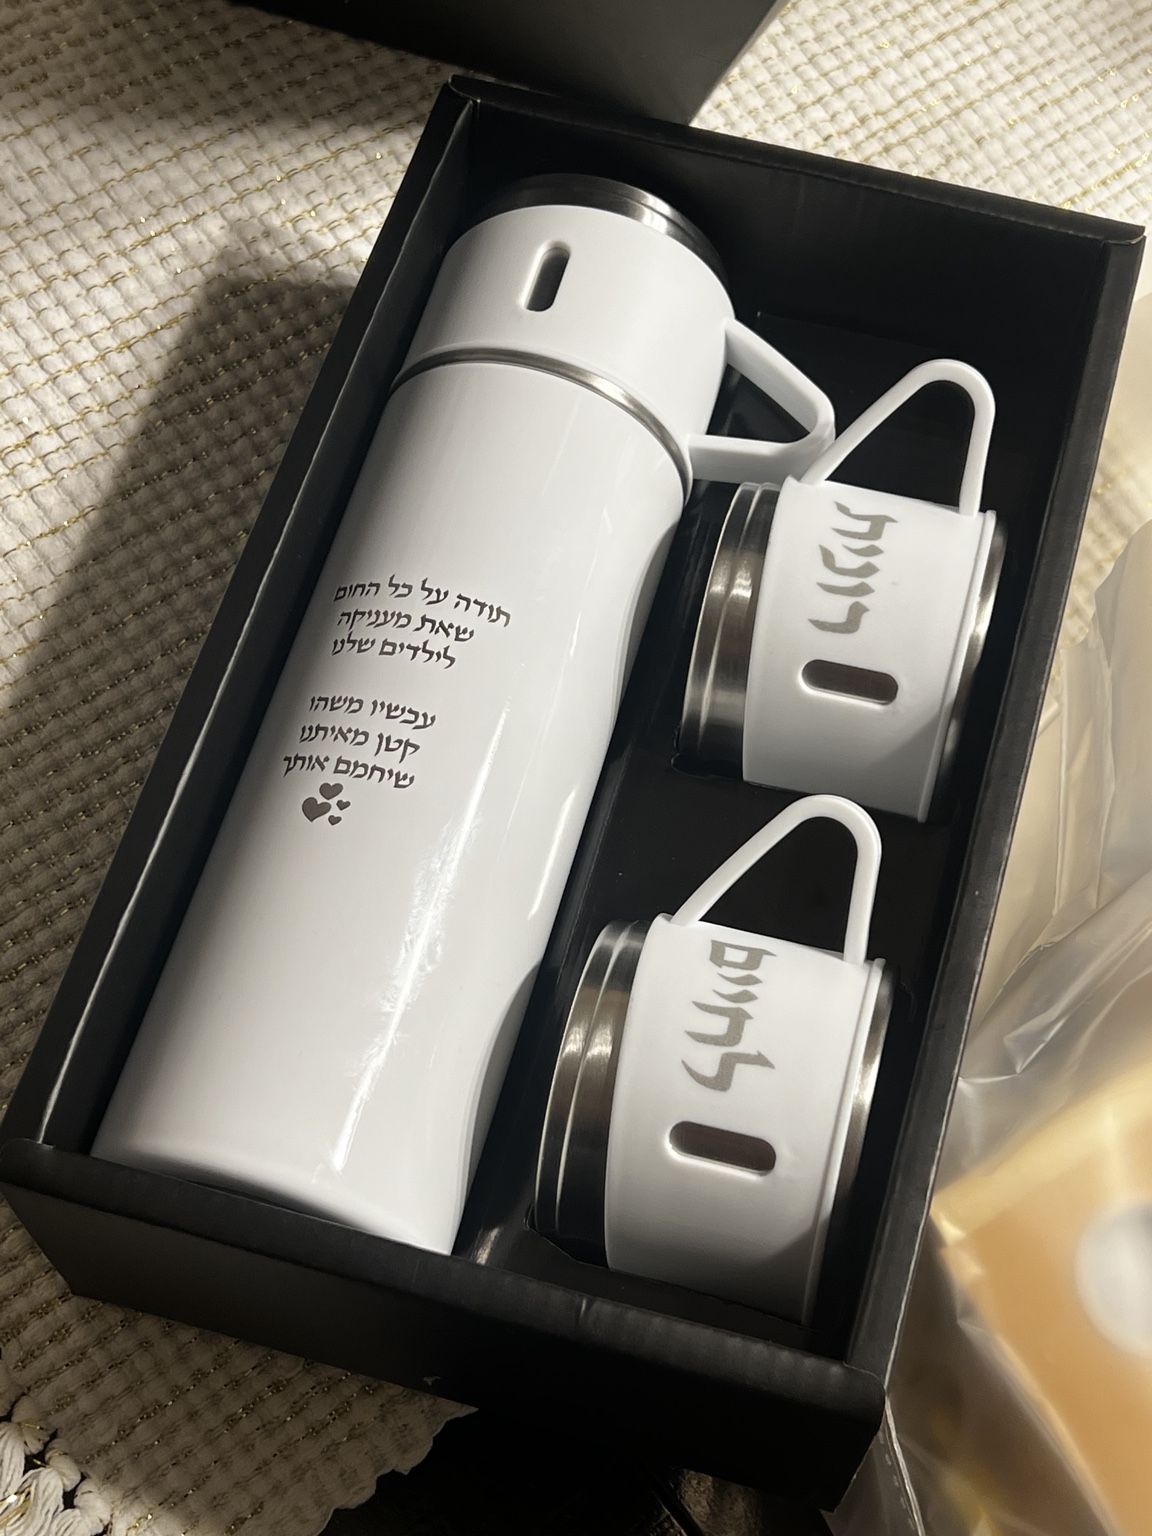 תודה על כל החום
שאת מעניקה
לילדים שלנו
עכשיו משהו
קטן מאיתנו
שיחמם אותך
רונית
לחיים